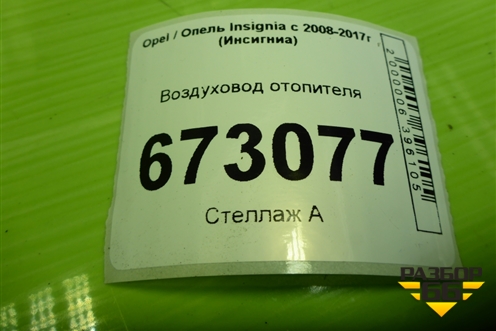 Opel / Опель Insignia с 2008-2017г
(Инсигниа)
Воздуховод отопителя
673077
Стеллаж А
2000006396105
РАЗБОР